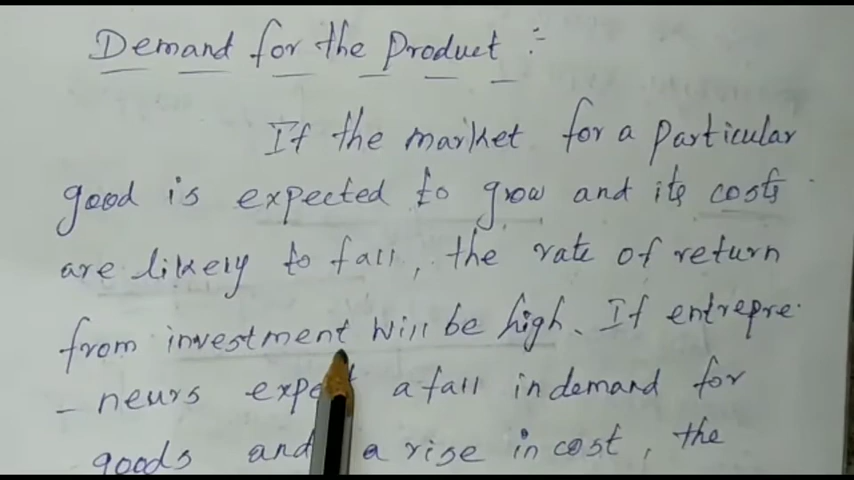 Demand for the Product :-
If the market for a particular
good is expected to grow and its costs
are likely to fall, the rate of return
from investment will be high. If entrepre-
- neurs expect a fall in demand for
goods and a rise in cost, the